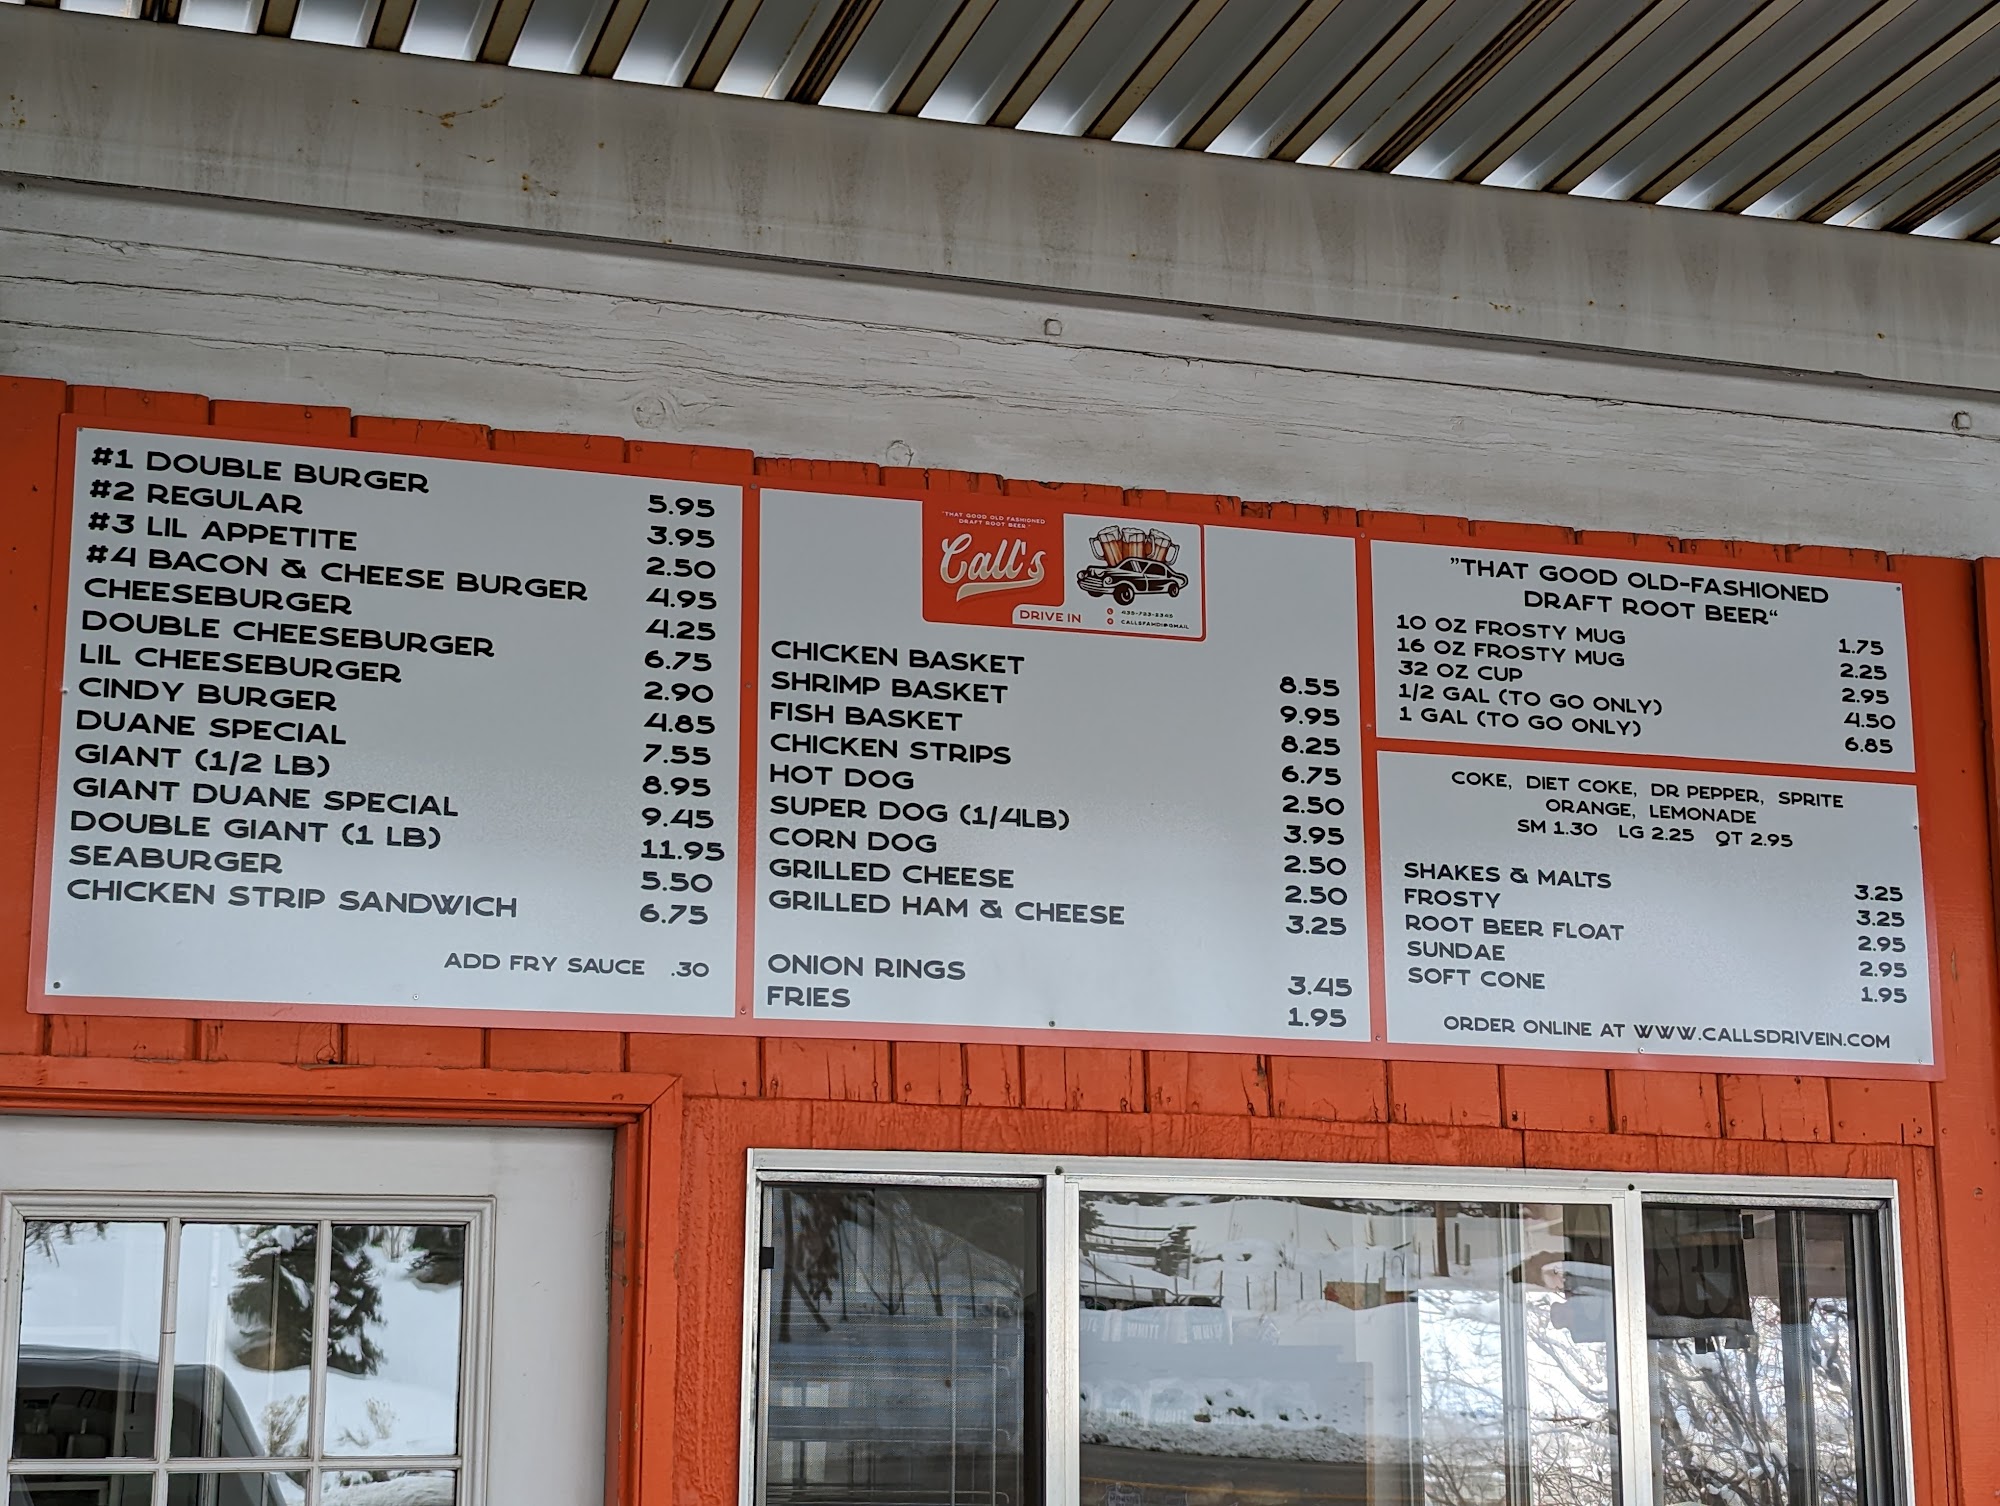 #1 DOUBLE BURGER 5.95
#2 REGULAR 3.95
#3 LIL APPETITE 2.50
#4 BACON & CHEESE BURGER 4.95
CHEESEBURGER 4.25
DOUBLE CHEESEBURGER 6.75
LIL CHEESEBURGER 2.90
CINDY BURGER 4.85
DUANE SPECIAL 7.55
GIANT (1/2 LB) 8.95
GIANT DUANE SPECIAL 9.45
DOUBLE GIANT (1 LB) 11.95
SEABURGER 5.50
CHICKEN STRIP SANDWICH 6.75
ADD FRY SAUCE .30
"THAT GOOD OLD FASHIONED
DRAFT ROOT BEER"
Call's
DRIVE IN
435-783-2345
CALLSFAMDI@GMAIL
CHICKEN BASKET 8.55
SHRIMP BASKET 9.95
FISH BASKET 8.25
CHICKEN STRIPS 6.75
HOT DOG 2.50
SUPER DOG (1/4LB) 3.95
CORN DOG 2.50
GRILLED CHEESE 2.50
GRILLED HAM & CHEESE 3.25
ONION RINGS 3.45
FRIES 1.95
"THAT GOOD OLD-FASHIONED
DRAFT ROOT BEER"
10 OZ FROSTY MUG 1.75
16 OZ FROSTY MUG 2.25
32 OZ CUP 2.95
1/2 GAL (TO GO ONLY) 4.50
1 GAL (TO GO ONLY) 6.85
COKE, DIET COKE, DR PEPPER, SPRITE
ORANGE, LEMONADE
SM 1.30 LG 2.25 QT 2.95
SHAKES & MALTS 3.25
FROSTY 3.25
ROOT BEER FLOAT 2.95
SUNDAE 2.95
SOFT CONE 1.95
ORDER ONLINE AT WWW.CALLSDRIVEIN.COM